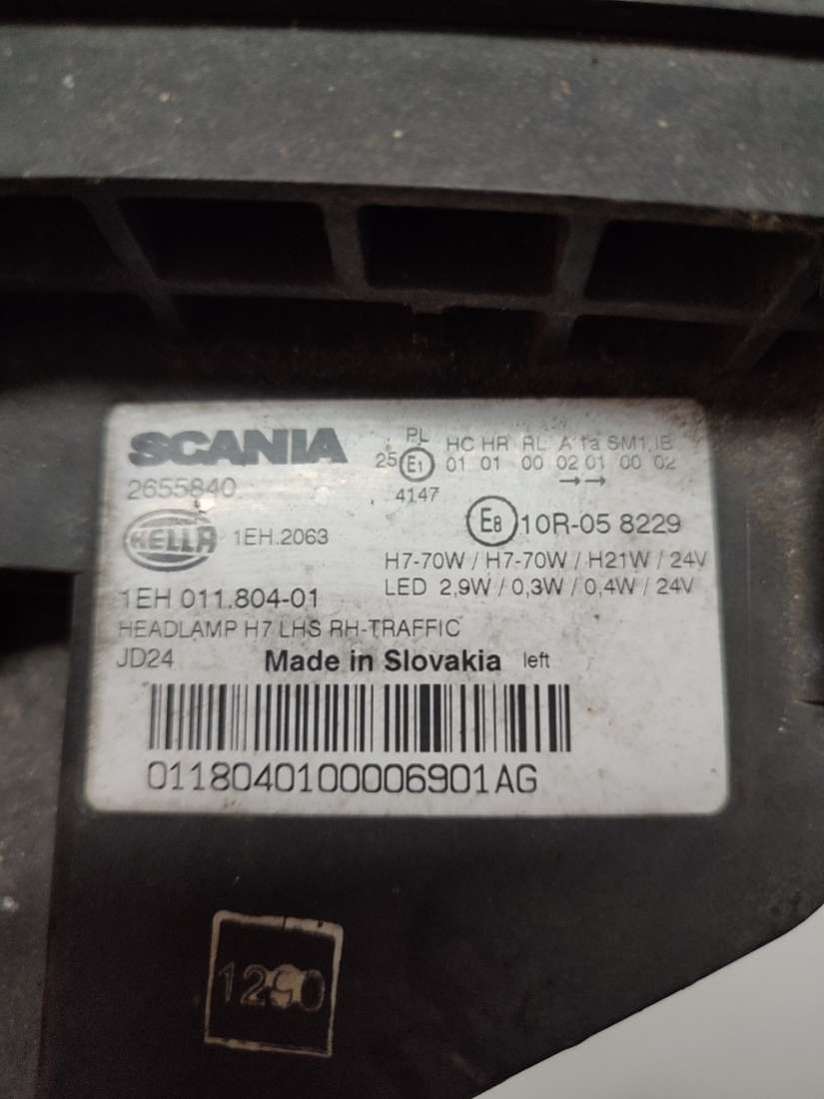 SCANIA
2655840
HELLA 1EH.2063
1EH 011.804-01
HEADLAMP H7 LHS RH-TRAFFIC
JD24 Made in Slovakia left
PL HC HR RL A 1a SM1 IB
25 E1 01 01 00 02 01 00 02
→→
4147
E8 10R-05 8229
H7-70W / H7-70W / H21W / 24V
LED 2,9W / 0,3W / 0,4W / 24V
0118040100006901AG
1290